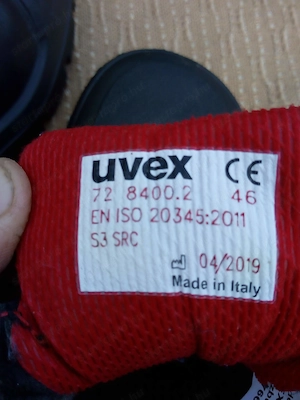 uvex CE
72 8400.2 46
EN ISO 20345:2011
S3 SRC
04/2019
Made in Italy